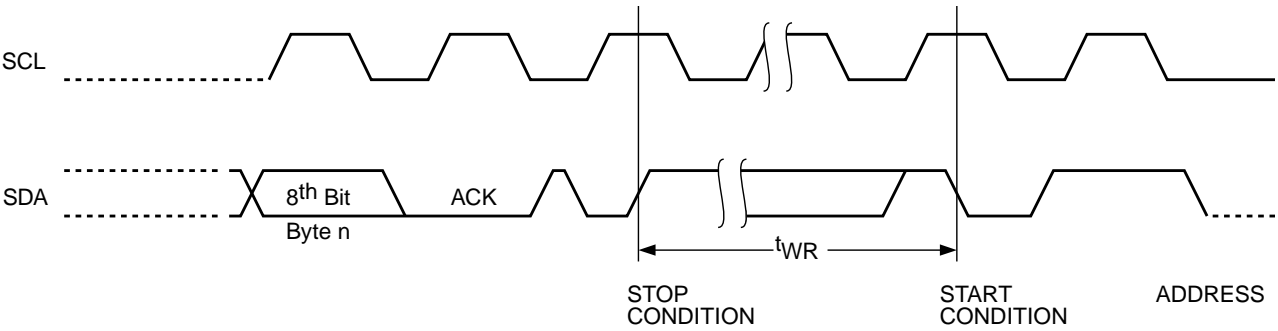 SCL
SDA
8th Bit
ACK
Byte n
tWR
STOP
CONDITION
START
CONDITION
ADDRESS